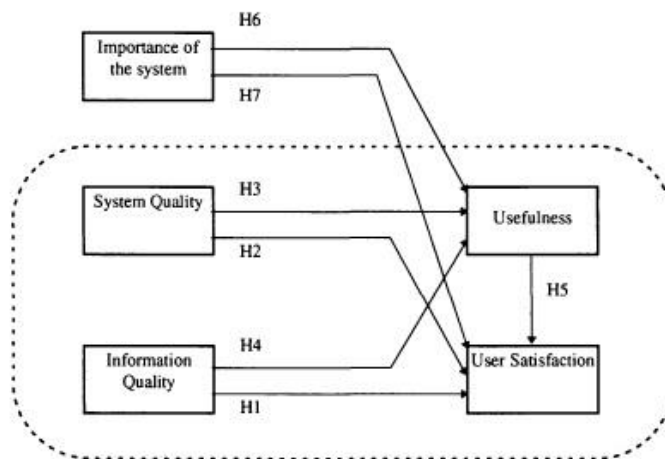 H6
Importance of
the system
H7
System Quality
H3
Usefulness
H2
H5
Information
Quality
H4
User Satisfaction
H1